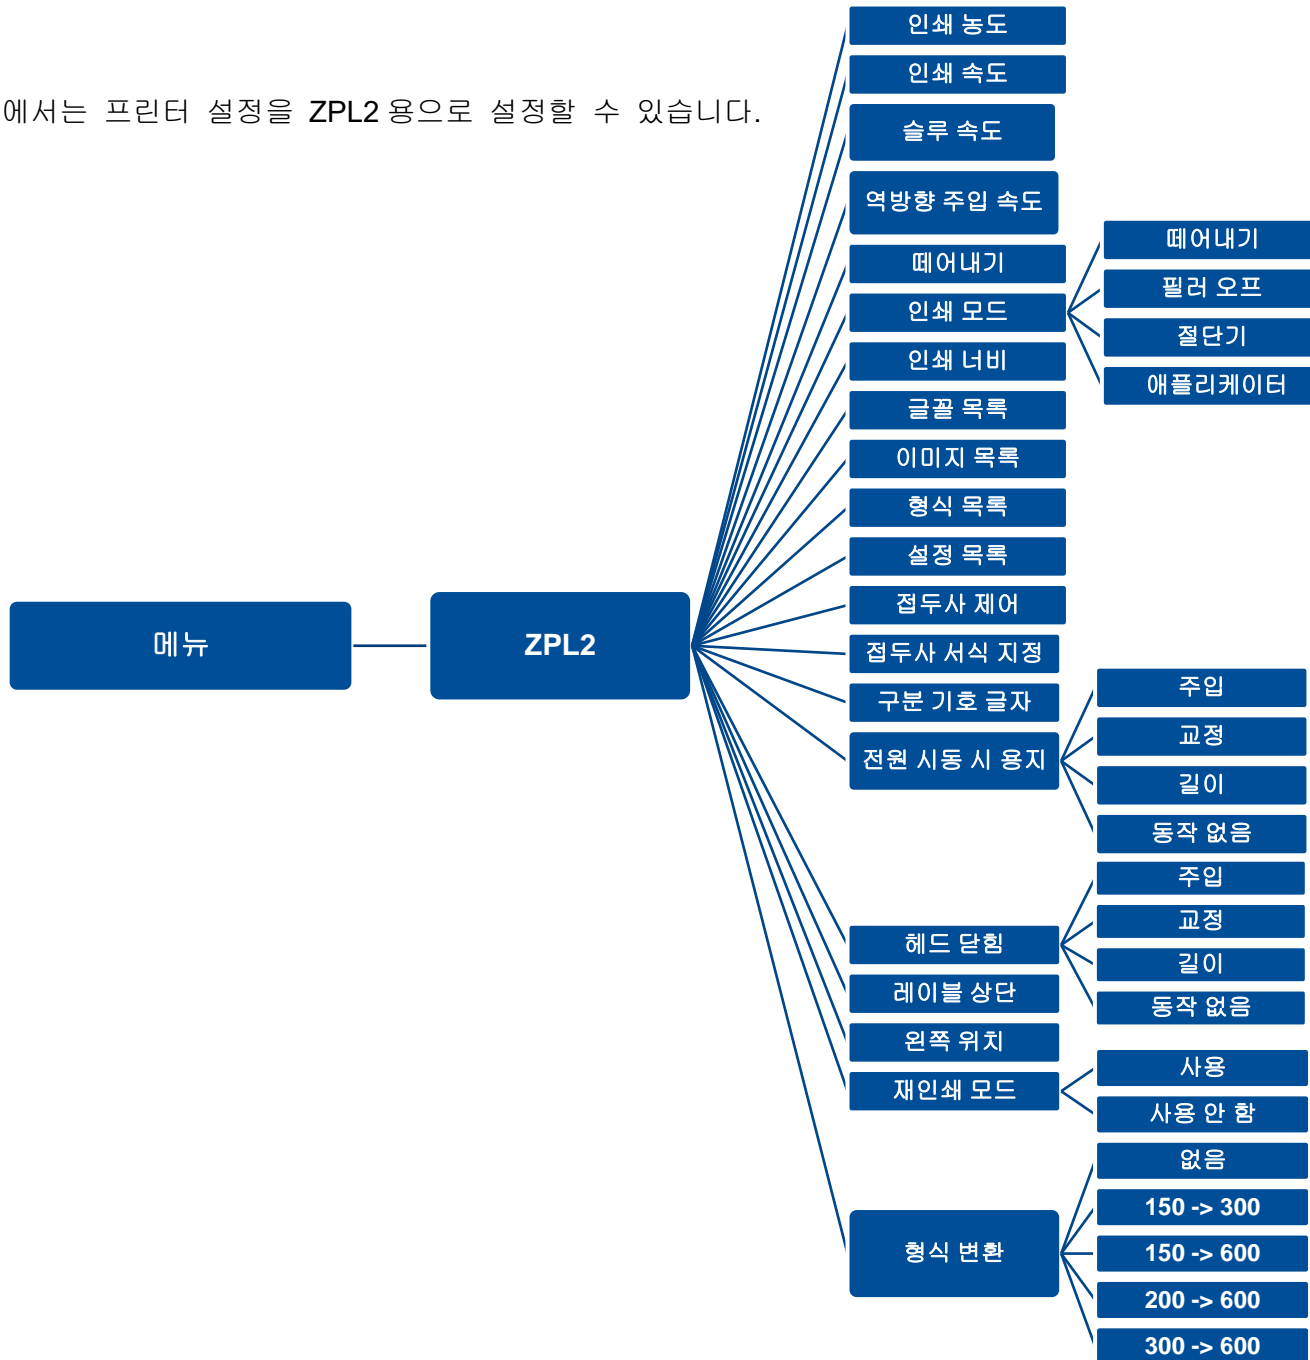 에서는 프린터 설정을 ZPL2 용으로 설정할 수 있습니다.
메뉴
ZPL2
인쇄 농도
인쇄 속도
슬루 속도
역방향 주입 속도
떼어내기
인쇄 모드
떼어내기
필러 오프
절단기
애플리케이터
인쇄 너비
글꼴 목록
이미지 목록
형식 목록
설정 목록
접두사 제어
접두사 서식 지정
구분 기호 글자
전원 시동 시 용지
주입
교정
길이
동작 없음
헤드 닫힘
주입
교정
길이
동작 없음
레이블 상단
왼쪽 위치
재인쇄 모드
사용
사용 안 함
형식 변환
없음
150 -> 300
150 -> 600
200 -> 600
300 -> 600